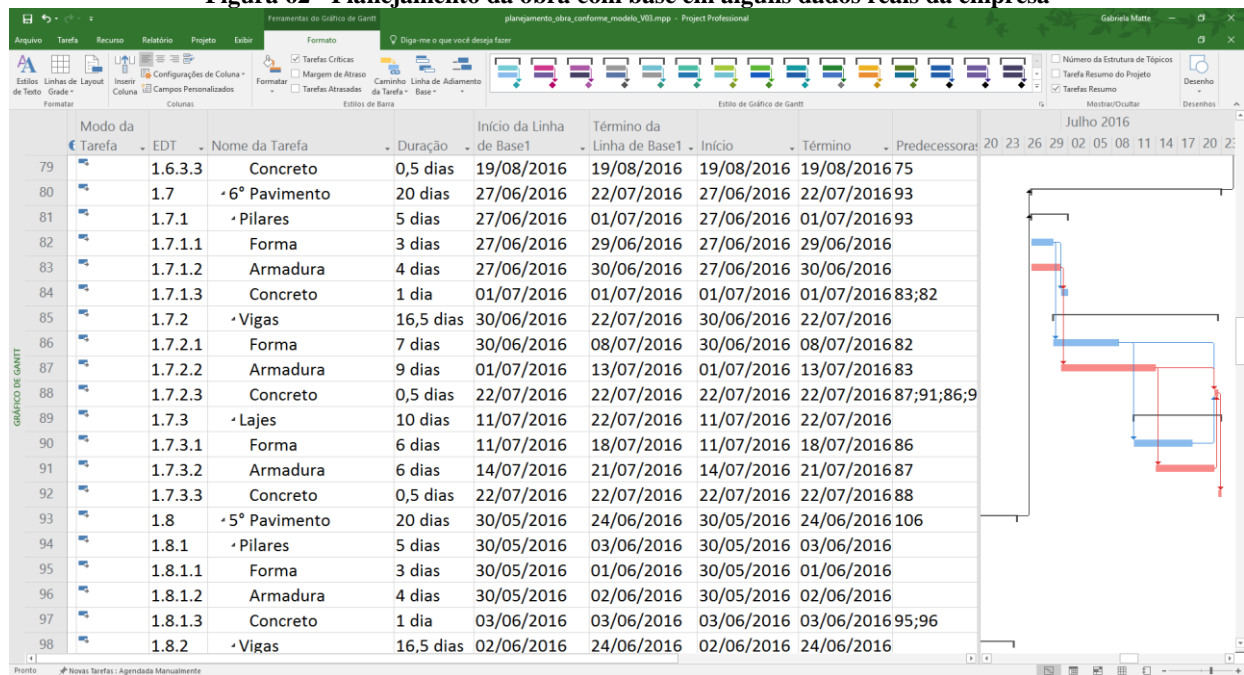 Figura 62 - Planejamento da obra com base em alguns dados reais da empresa
Ferramentas do Gráfico de Gantt
planejamento_obra_conforme_modelo_V03.mpp - Project Professional
Gabriela Matte
Arquivo Tarefa Recurso Relatório Projeto Exibir Formato Diga-me o que você deseja fazer
Estilos de Texto
Linhas de Grade
Layout
Formatar
Inserir Coluna
Configurações de Coluna
Campos Personalizados
Colunas
Formatar
Tarefas Críticas
Margem de Atraso
Tarefas Atrasadas
Caminho da Tarefa
Linha de Base
Adiamento
Estilos de Barra
Estilo de Gráfico de Gantt
Número da Estrutura de Tópicos
Tarefa Resumo do Projeto
Tarefas Resumo
Mostrar/Ocultar
Desenho
Desenhos
Modo da Tarefa EDT Nome da Tarefa Duração Início da Linha de Base1 Término da Linha de Base1 Início Término Predecessoras
Julho 2016
20 23 26 29 02 05 08 11 14 17 20 23
79 1.6.3.3 Concreto 0,5 dias 19/08/2016 19/08/2016 19/08/2016 19/08/2016 75
80 1.7 6° Pavimento 20 dias 27/06/2016 22/07/2016 27/06/2016 22/07/2016 93
81 1.7.1 Pilares 5 dias 27/06/2016 01/07/2016 27/06/2016 01/07/2016 93
82 1.7.1.1 Forma 3 dias 27/06/2016 29/06/2016 27/06/2016 29/06/2016
83 1.7.1.2 Armadura 4 dias 27/06/2016 30/06/2016 27/06/2016 30/06/2016
84 1.7.1.3 Concreto 1 dia 01/07/2016 01/07/2016 01/07/2016 01/07/2016 83;82
85 1.7.2 Vigas 16,5 dias 30/06/2016 22/07/2016 30/06/2016 22/07/2016
86 1.7.2.1 Forma 7 dias 30/06/2016 08/07/2016 30/06/2016 08/07/2016 82
87 1.7.2.2 Armadura 9 dias 01/07/2016 13/07/2016 01/07/2016 13/07/2016 83
88 1.7.2.3 Concreto 0,5 dias 22/07/2016 22/07/2016 22/07/2016 22/07/2016 87;91;86;9
89 1.7.3 Lajes 10 dias 11/07/2016 22/07/2016 11/07/2016 22/07/2016
90 1.7.3.1 Forma 6 dias 11/07/2016 18/07/2016 11/07/2016 18/07/2016 86
91 1.7.3.2 Armadura 6 dias 14/07/2016 21/07/2016 14/07/2016 21/07/2016 87
92 1.7.3.3 Concreto 0,5 dias 22/07/2016 22/07/2016 22/07/2016 22/07/2016 88
93 1.8 5° Pavimento 20 dias 30/05/2016 24/06/2016 30/05/2016 24/06/2016 106
94 1.8.1 Pilares 5 dias 30/05/2016 03/06/2016 30/05/2016 03/06/2016
95 1.8.1.1 Forma 3 dias 30/05/2016 01/06/2016 30/05/2016 01/06/2016
96 1.8.1.2 Armadura 4 dias 30/05/2016 02/06/2016 30/05/2016 02/06/2016
97 1.8.1.3 Concreto 1 dia 03/06/2016 03/06/2016 03/06/2016 03/06/2016 95;96
98 1.8.2 Vigas 16,5 dias 02/06/2016 24/06/2016 02/06/2016 24/06/2016
GRÁFICO DE GANTT
Pronto Novas Tarefas : Agendada Manualmente